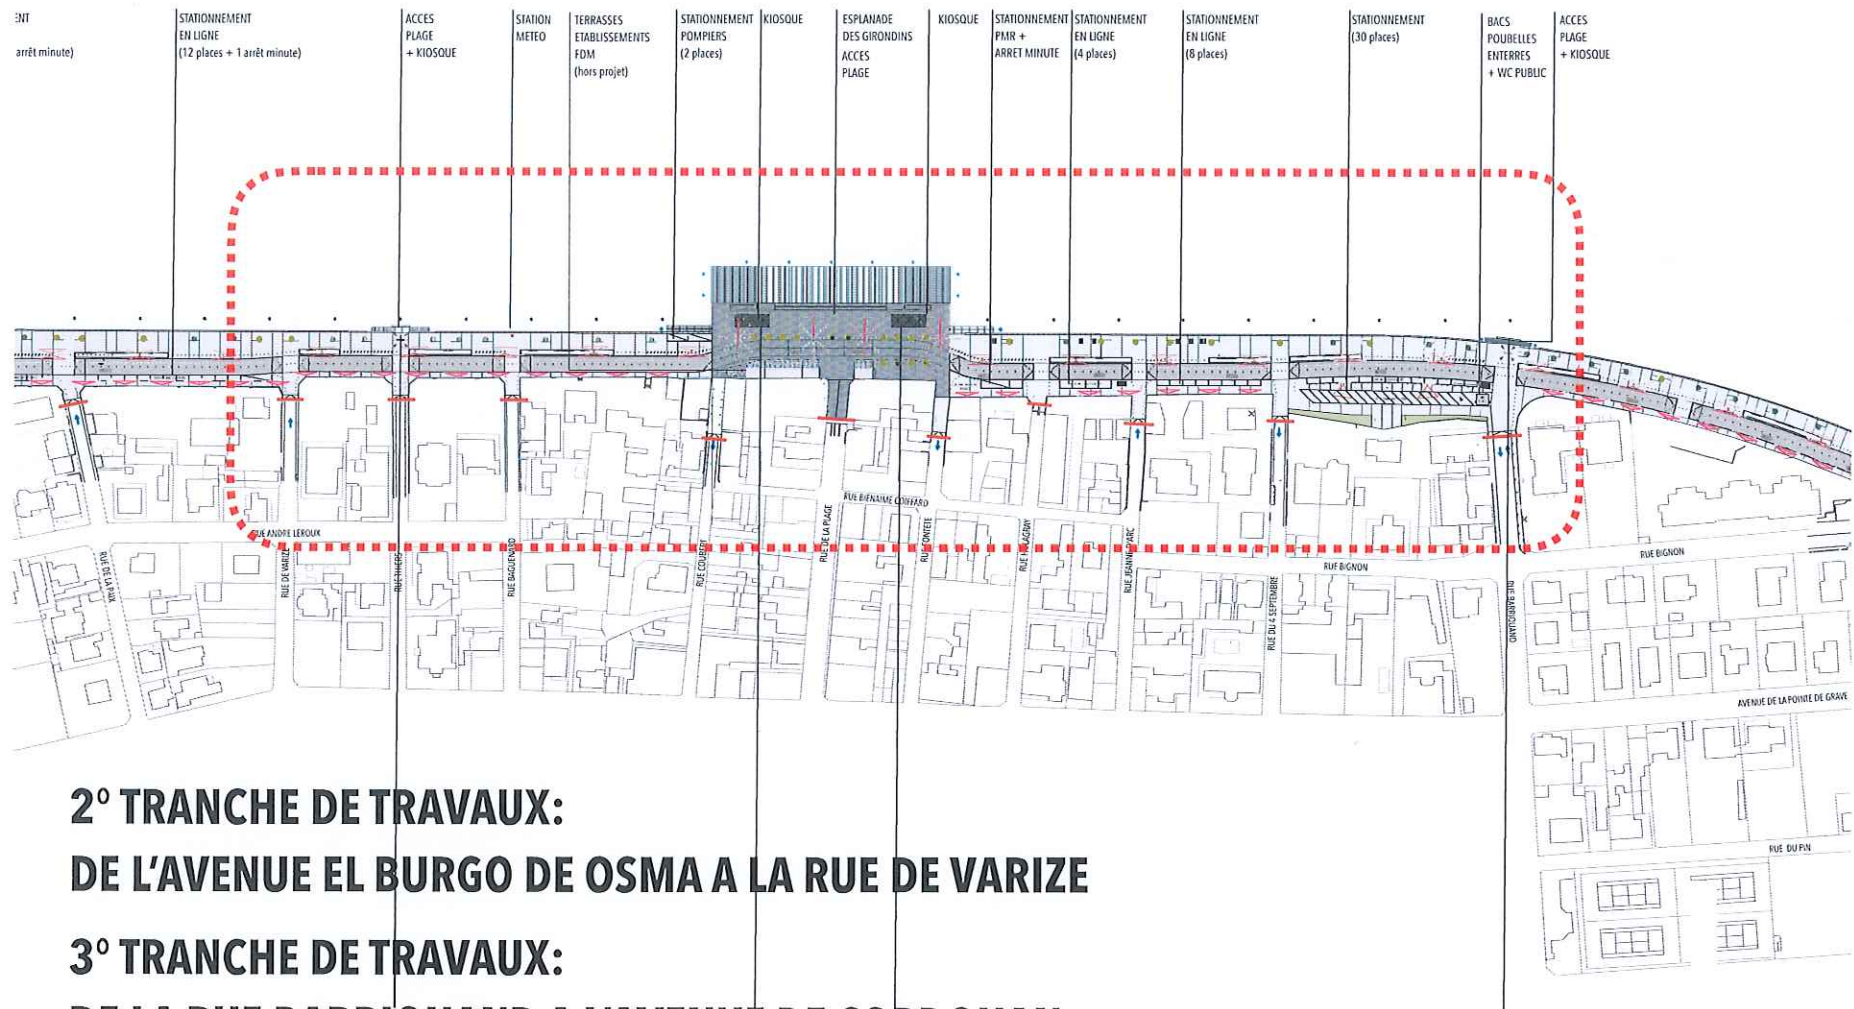 arrêt minute)
STATIONNEMENT
EN LIGNE
(12 places + 1 arrêt minute)
ACCES
PLAGE
+ KIOSQUE
STATION
METEO
TERRASSES
ETABLISSEMENTS
FDM
(hors projet)
STATIONNEMENT
POMPIERS
(2 places)
KIOSQUE
ESPLANADE
DES GIRONDINS
ACCES
PLAGE
KIOSQUE
STATIONNEMENT
PMR +
ARRET MINUTE
STATIONNEMENT
EN LIGNE
(4 places)
STATIONNEMENT
EN LIGNE
(8 places)
STATIONNEMENT
(30 places)
BACS
POUBELLES
ENTERRES
+ WC PUBLIC
ACCES
PLAGE
+ KIOSQUE
RUE BIENAIME COIFFARD
RUE ANDRE LEROUX
RUE DE LA PAIX
RUE DE VARIZE
RUE THIERS
RUE BAGUENARD
RUE DE LA PLAGE
RUE JEANNE D'ARC
RUE DU 4 SEPTEMBRE
RUE BIGNON
RUE BIGNON
AVENUE DE LA POINTE DE GRAVE
RUE DU PIN
2° TRANCHE DE TRAVAUX:
DE L'AVENUE EL BURGO DE OSMA A LA RUE DE VARIZE
3° TRANCHE DE TRAVAUX: